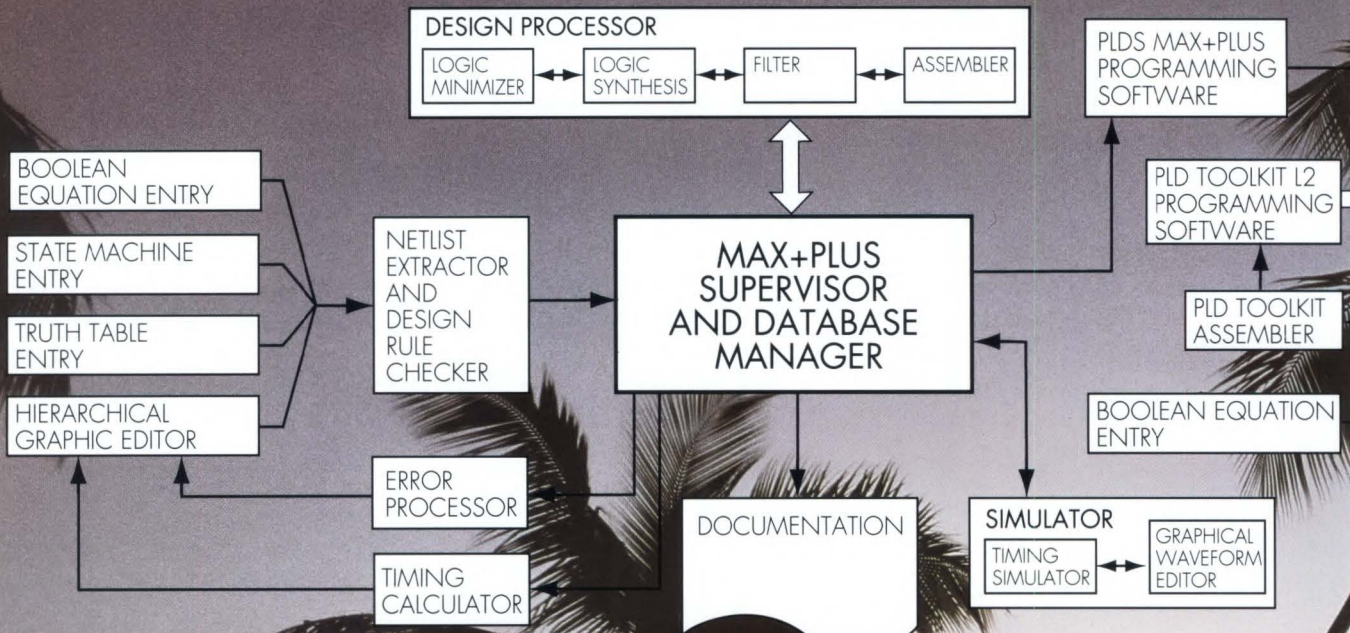 DESIGN PROCESSOR
LOGIC
MINIMIZER
LOGIC
SYNTHESIS
FILTER
ASSEMBLER
PLDS MAX+PLUS
PROGRAMMING
SOFTWARE
BOOLEAN
EQUATION ENTRY
STATE MACHINE
ENTRY
TRUTH TABLE
ENTRY
HIERARCHICAL
GRAPHIC EDITOR
NETLIST
EXTRACTOR
AND
DESIGN
RULE
CHECKER
MAX+PLUS
SUPERVISOR
AND DATABASE
MANAGER
PLD TOOLKIT L2
PROGRAMMING
SOFTWARE
PLD TOOLKIT
ASSEMBLER
BOOLEAN EQUATION
ENTRY
ERROR
PROCESSOR
TIMING
CALCULATOR
DOCUMENTATION
SIMULATOR
TIMING
SIMULATOR
GRAPHICAL
WAVEFORM
EDITOR